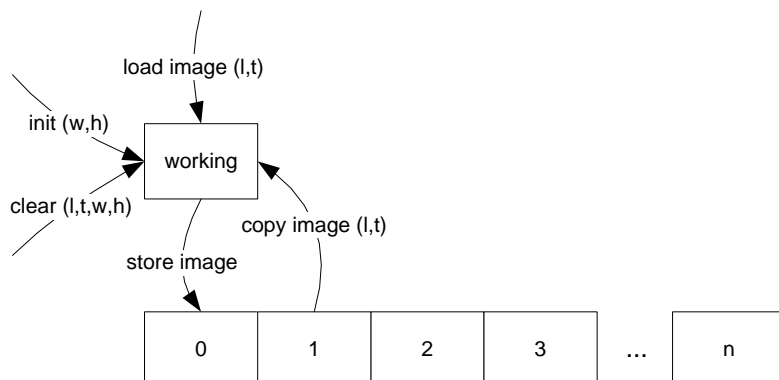 load image (l,t)
init (w,h)
working
clear (l,t,w,h)
copy image (l,t)
store image
0 1 2 3 ... n